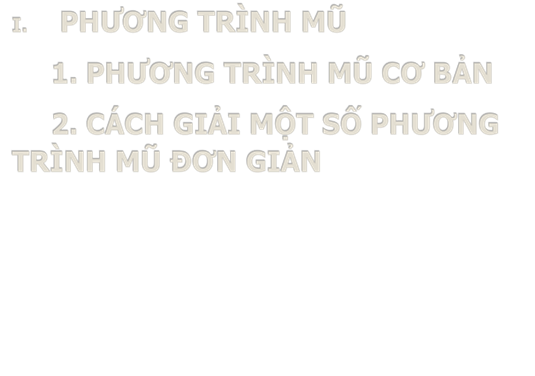 I. PHƯƠNG TRÌNH MŨ
1. PHƯƠNG TRÌNH MŨ CƠ BẢN
2. CÁCH GIẢI MỘT SỐ PHƯƠNG
TRÌNH MŨ ĐƠN GIẢN